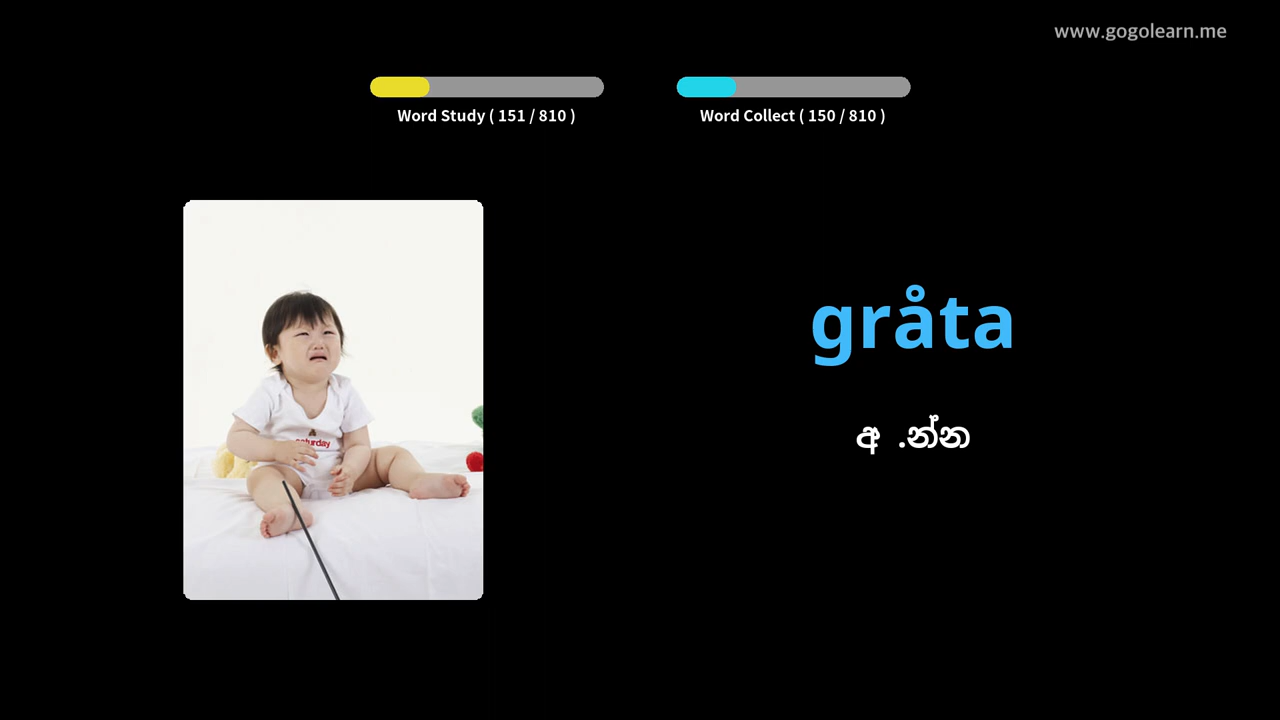 www.gogolearn.me
Word Study ( 151 / 810 )
Word Collect ( 150 / 810 )
gråta
අ .න්න